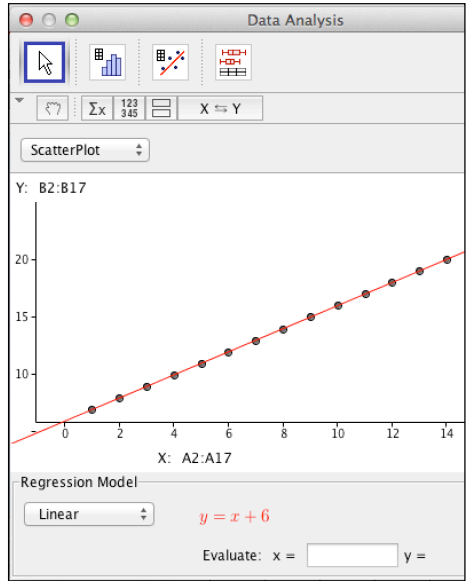 Data Analysis
Σx 123 345 X ⇆ Y
ScatterPlot
Y: B2:B17
20
15
10
0 2 4 6 8 10 12 14
X: A2:A17
Regression Model
Linear y = x + 6
Evaluate: x = y =